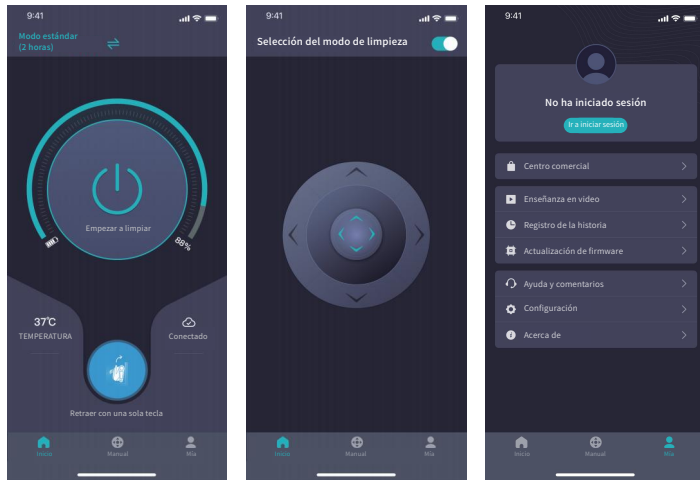 9:41
Modo estándar
(2 horas)
Empezar a limpiar
88%
37℃
TEMPERATURA
Conectado
Retraer con una sola tecla
Inicio
Manual
Mía
9:41
Selección del modo de limpieza
Inicio
Manual
Mía
9:41
No ha iniciado sesión
Ir a iniciar sesión
Centro comercial
Enseñanza en video
Registro de la historia
Actualización de firmware
Ayuda y comentarios
Configuración
Acerca de
Inicio
Manual
Mía